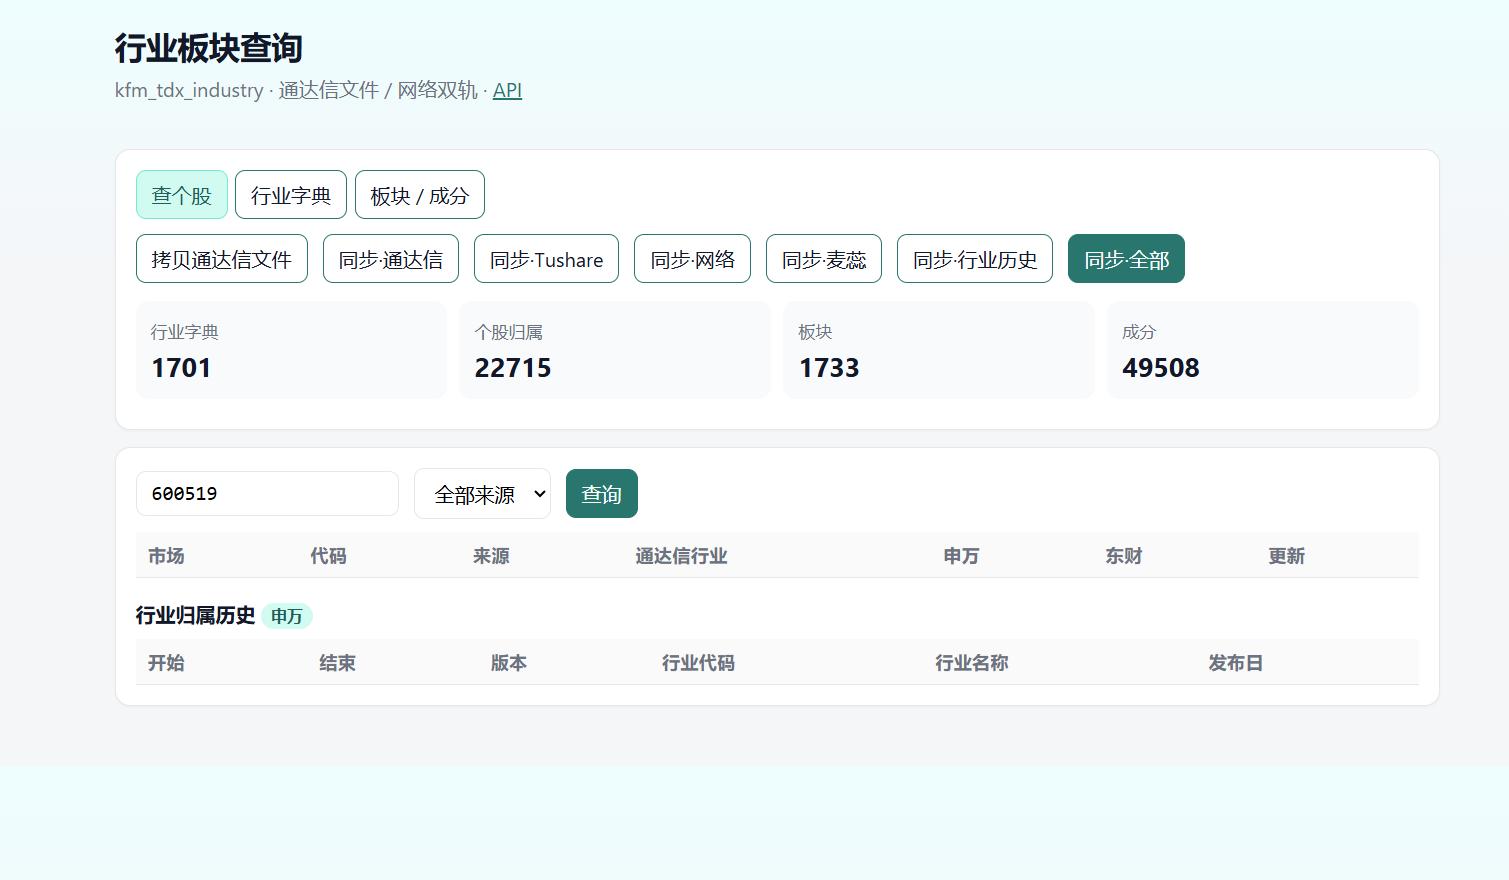 行业板块查询
kfm_tdx_industry · 通达信文件 / 网络双轨 · API
查个股 行业字典 板块 / 成分
拷贝通达信文件 同步·通达信 同步·Tushare 同步·网络 同步·麦蕊 同步·行业历史 同步·全部
行业字典 个股归属 板块 成分
1701 22715 1733 49508
600519 全部来源 查询
市场 代码 来源 通达信行业 申万 东财 更新
行业归属历史 申万
开始 结束 版本 行业代码 行业名称 发布日